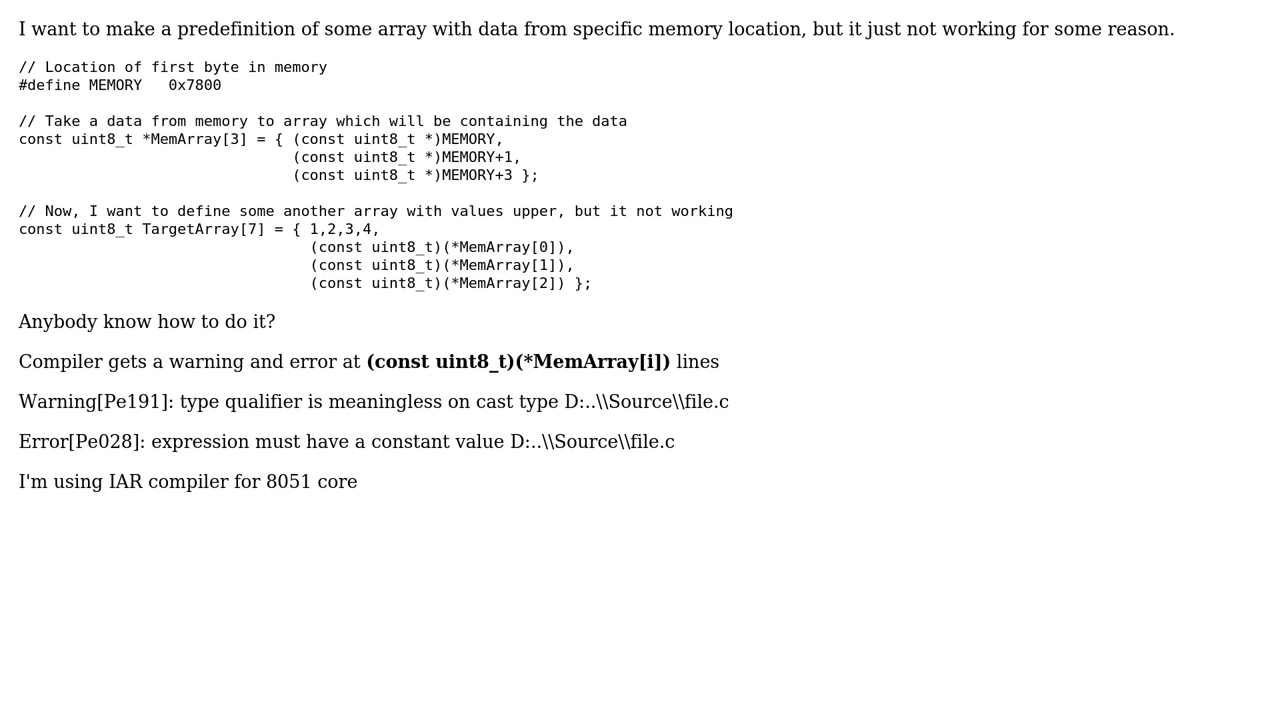 I want to make a predefinition of some array with data from specific memory location, but it just not working for some reason.
// Location of first byte in memory
#define MEMORY   0x7800
// Take a data from memory to array which will be containing the data
const uint8_t *MemArray[3] = { (const uint8_t *)MEMORY,
                               (const uint8_t *)MEMORY+1,
                               (const uint8_t *)MEMORY+3 };
// Now, I want to define some another array with values upper, but it not working
const uint8_t TargetArray[7] = { 1,2,3,4,
                                 (const uint8_t)(*MemArray[0]),
                                 (const uint8_t)(*MemArray[1]),
                                 (const uint8_t)(*MemArray[2]) };
Anybody know how to do it?
Compiler gets a warning and error at (const uint8_t)(*MemArray[i]) lines
Warning[Pe191]: type qualifier is meaningless on cast type D:..\\Source\\file.c
Error[Pe028]: expression must have a constant value D:..\\Source\\file.c
I'm using IAR compiler for 8051 core